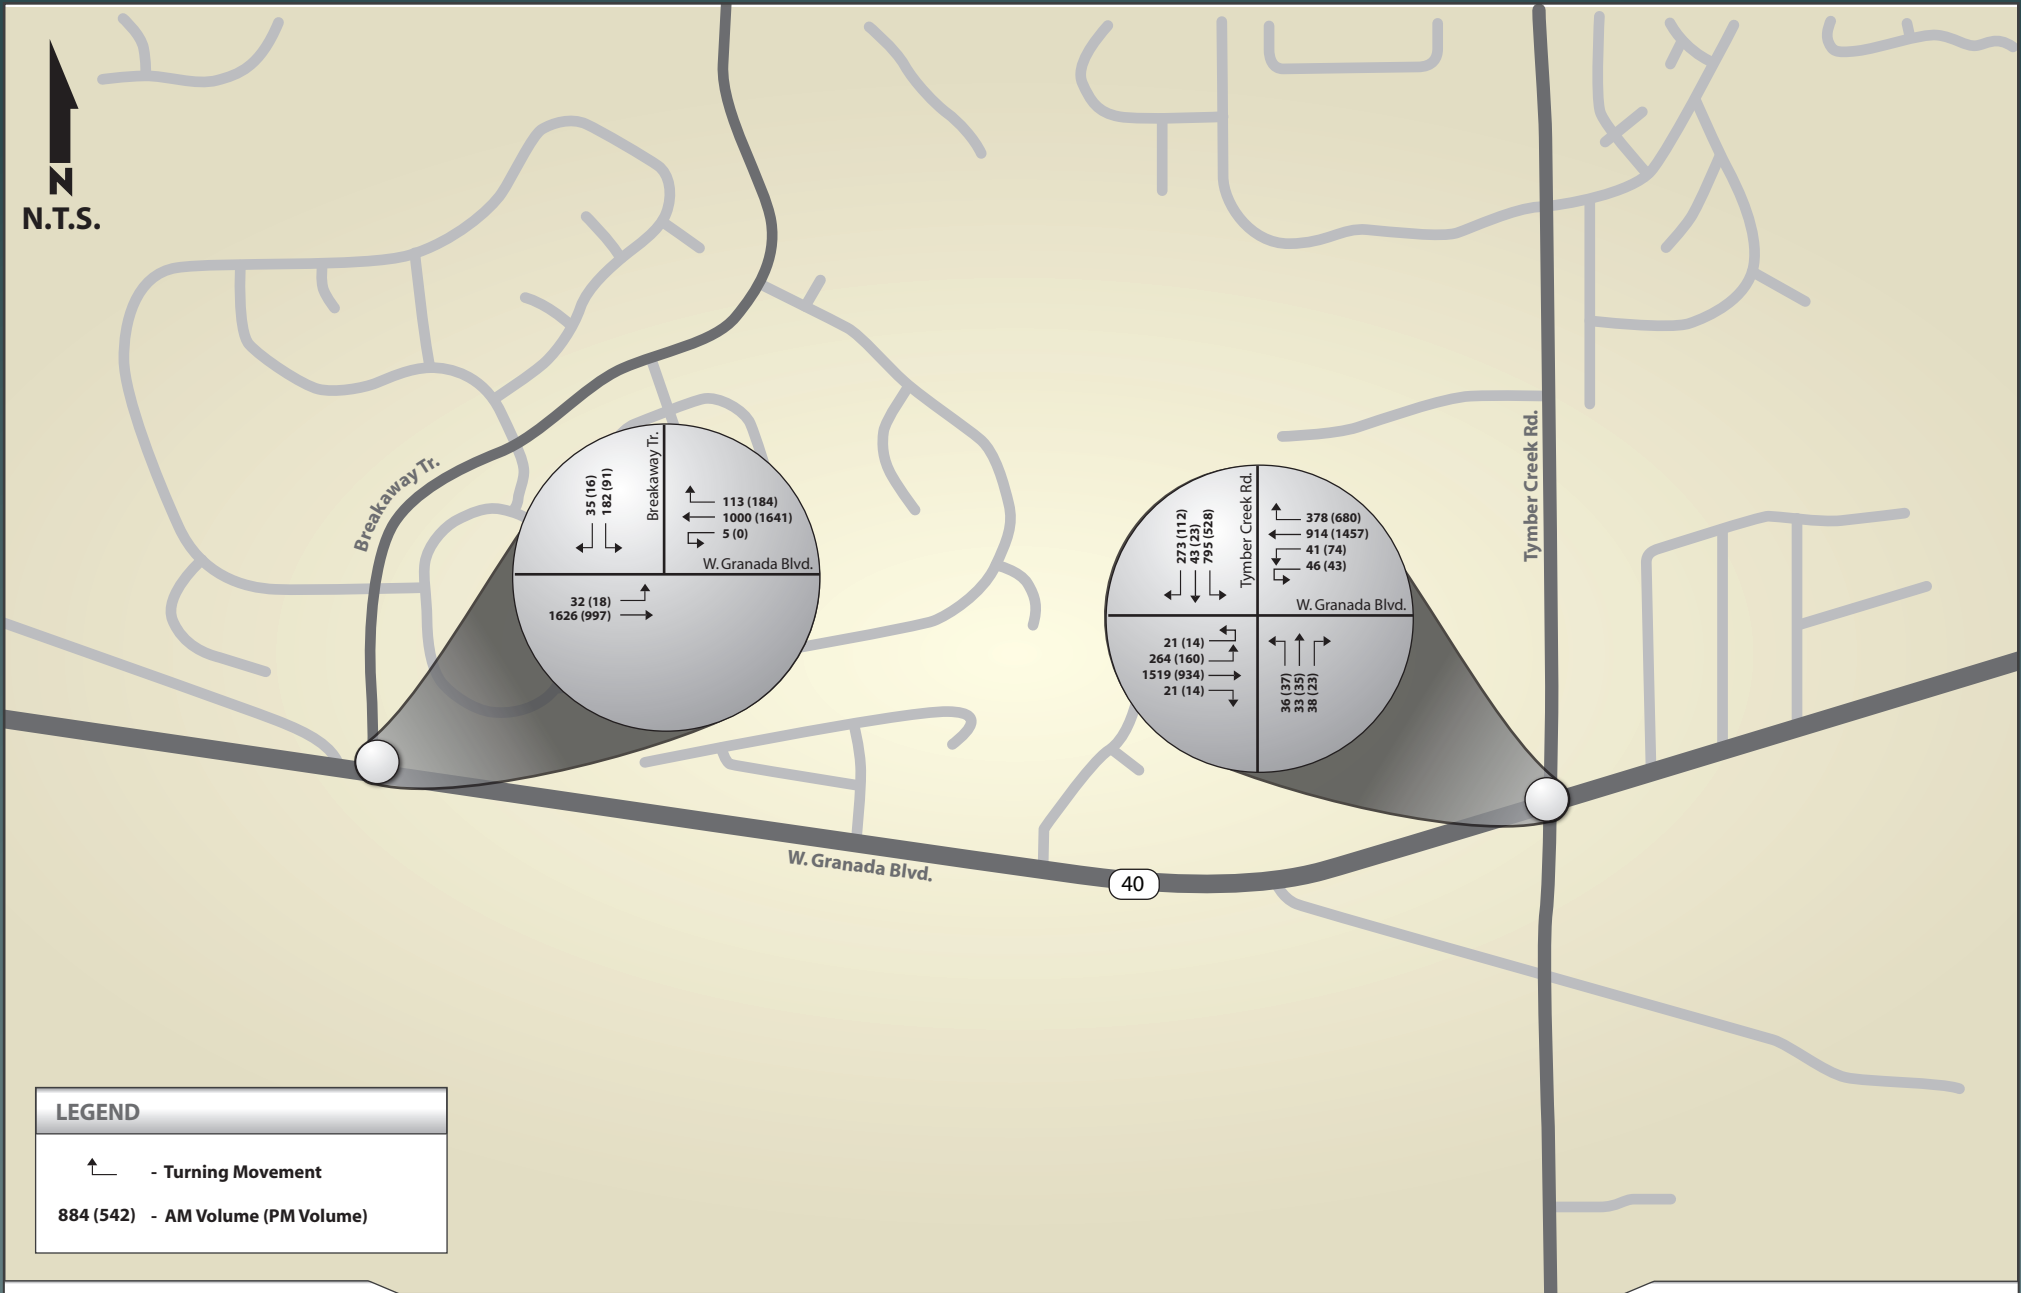 N
N.T.S.
Breakaway Tr.
35 (16)
182 (91)
Breakaway Tr.
113 (184)
1000 (1641)
5 (0)
W. Granada Blvd.
32 (18)
1626 (997)
Tymber Creek Rd.
273 (112)
43 (23)
795 (528)
Tymber Creek Rd.
378 (680)
914 (1457)
41 (74)
46 (43)
W. Granada Blvd.
21 (14)
264 (160)
1519 (934)
21 (14)
36 (37)
33 (35)
38 (23)
W. Granada Blvd.
40
LEGEND
- Turning Movement
884 (542) - AM Volume (PM Volume)